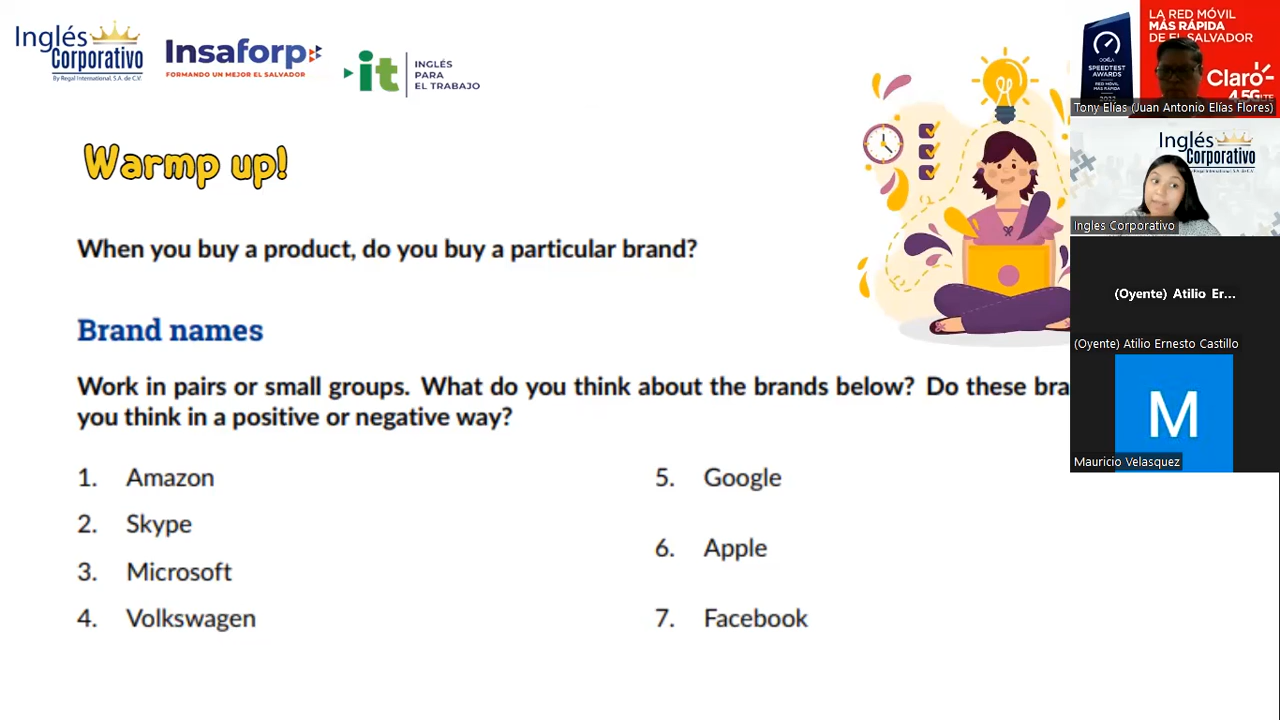 Inglés
Corporativo
By Regal International, S.A. de C.V.
Insaforp
FORMANDO UN MEJOR EL SALVADOR
it
INGLÉS
PARA
EL TRABAJO
Warmp up!
When you buy a product, do you buy a particular brand?
Brand names
Work in pairs or small groups. What do you think about the brands below? Do these bra
you think in a positive or negative way?
1. Amazon
2. Skype
3. Microsoft
4. Volkswagen
5. Google
6. Apple
7. Facebook
LA RED MÓVIL
MÁS RÁPIDA
DE EL SALVADOR
SPEEDTEST
AWARDS
Claro
4.5G LTE
Tony Elías (Juan Antonio Elías Flores)
Inglés
Corporativo
Ingles Corporativo
(Oyente) Atilio Er...
(Oyente) Atilio Ernesto Castillo
M
Mauricio Velasquez